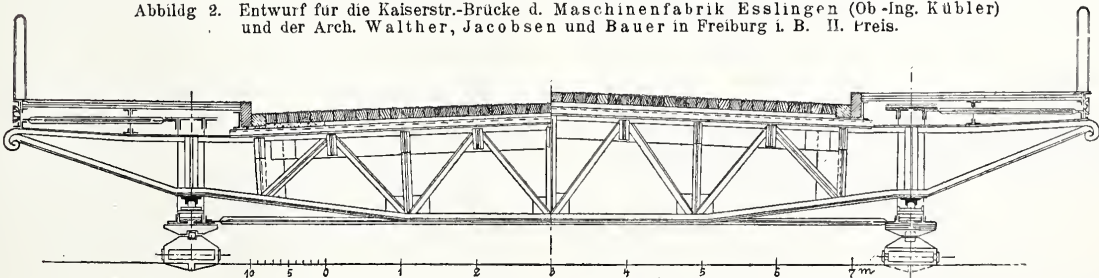 Abbildg 2. Entwurf für die Kaiserstr.-Brücke d. Maschinenfabrik Esslingen (Ob-Ing. Kübler)
und der Arch. Walther, Jacobsen und Bauer in Freiburg i. B. II. Preis.
10 5 0 1 2 3 4 5 6 7 m